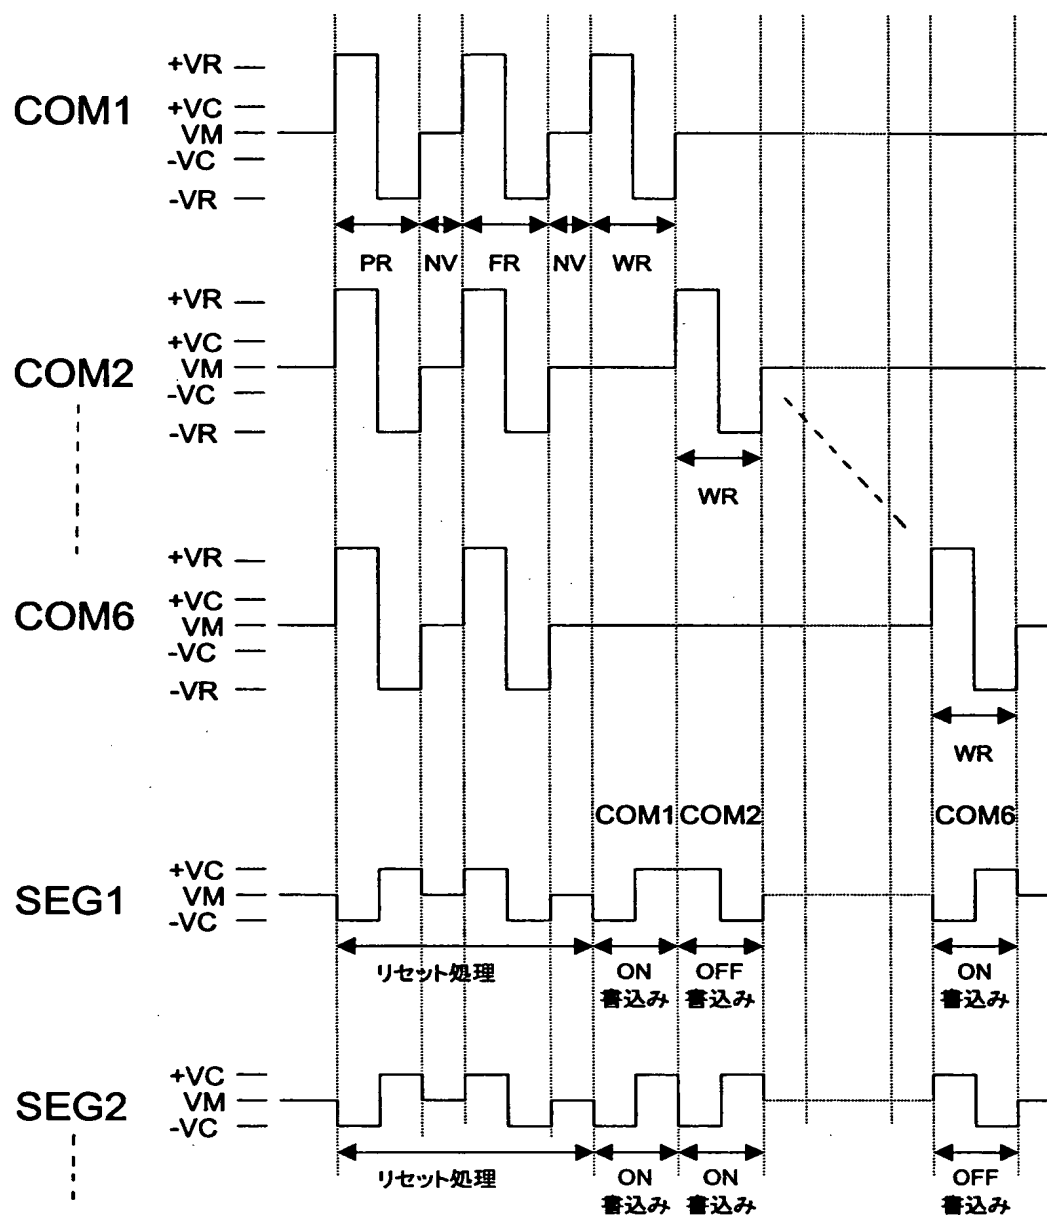 +VR
+VC
COM1
VM
-VC
-VR
PR NV FR NV WR
+VR
+VC
COM2
VM
-VC
-VR
WR
+VR
+VC
COM6
VM
-VC
-VR
WR
COM1 COM2 COM6
+VC
SEG1
VM
-VC
リセット処理 ON OFF ON
書込み 書込み 書込み
+VC
SEG2
VM
-VC
リセット処理 ON ON OFF
書込み 書込み 書込み